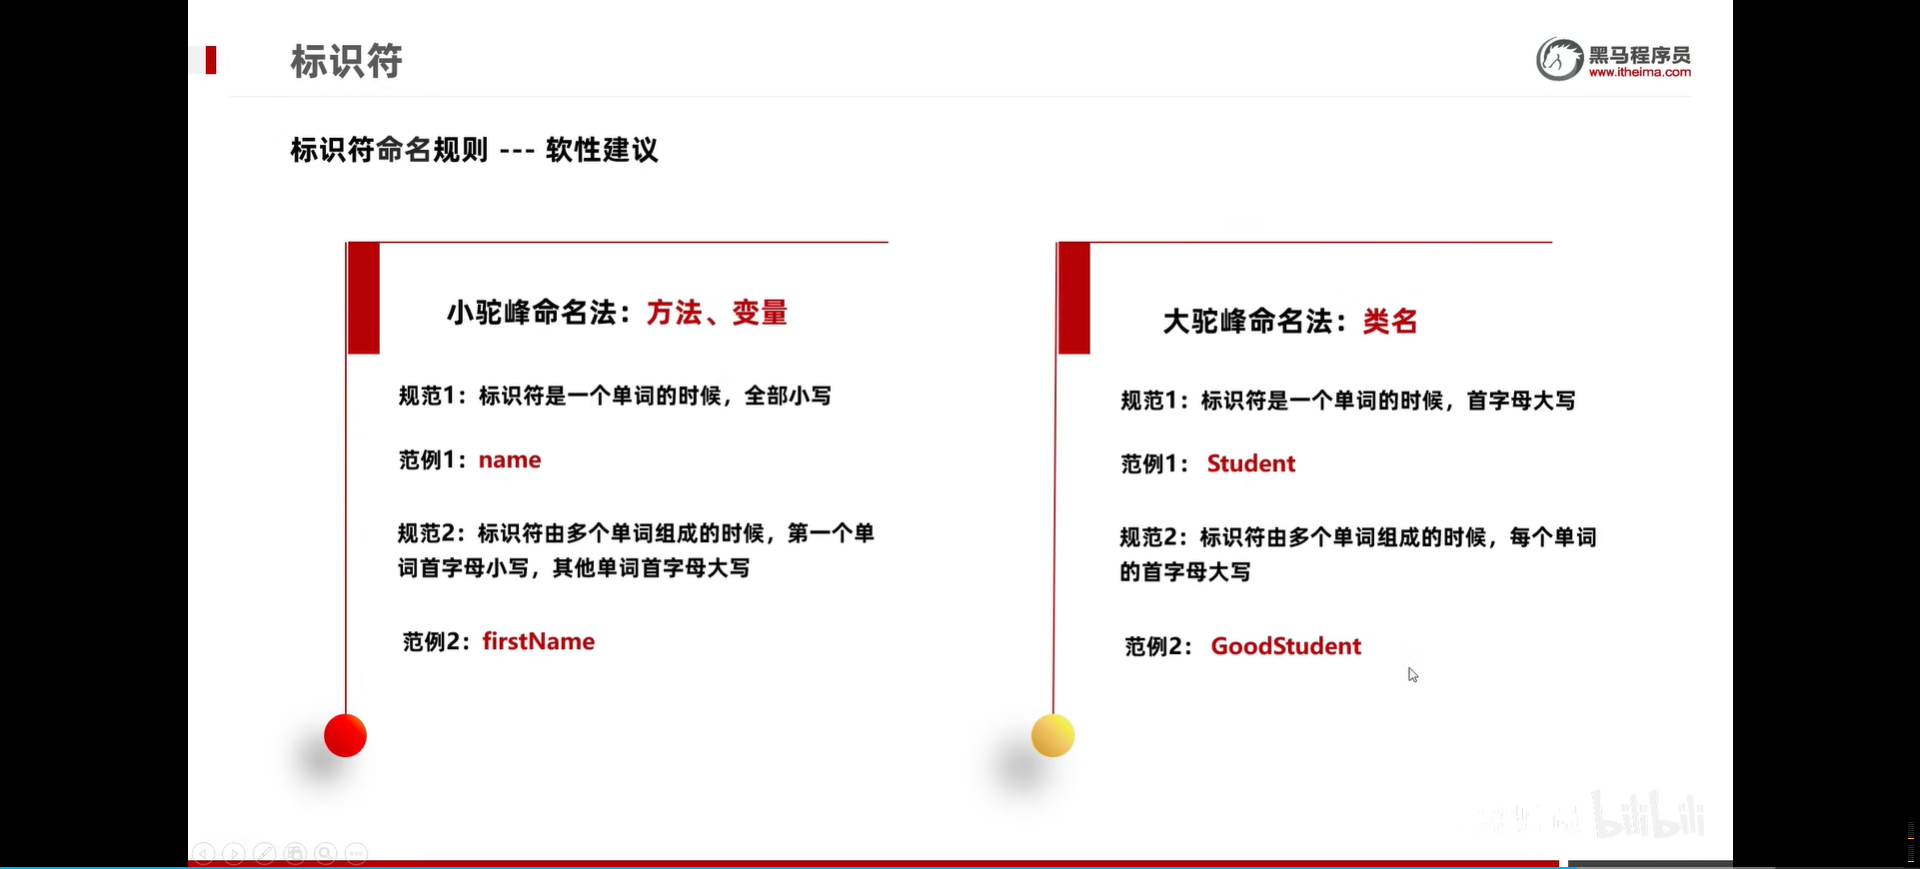 标识符
黑马程序员
www.itheima.com
标识符命名规则 --- 软性建议
小驼峰命名法：方法、变量
规范1：标识符是一个单词的时候，全部小写
范例1：name
规范2：标识符由多个单词组成的时候，第一个单
词首字母小写，其他单词首字母大写
范例2：firstName
大驼峰命名法：类名
规范1：标识符是一个单词的时候，首字母大写
范例1： Student
规范2：标识符由多个单词组成的时候，每个单词
的首字母大写
范例2： GoodStudent
bilibili